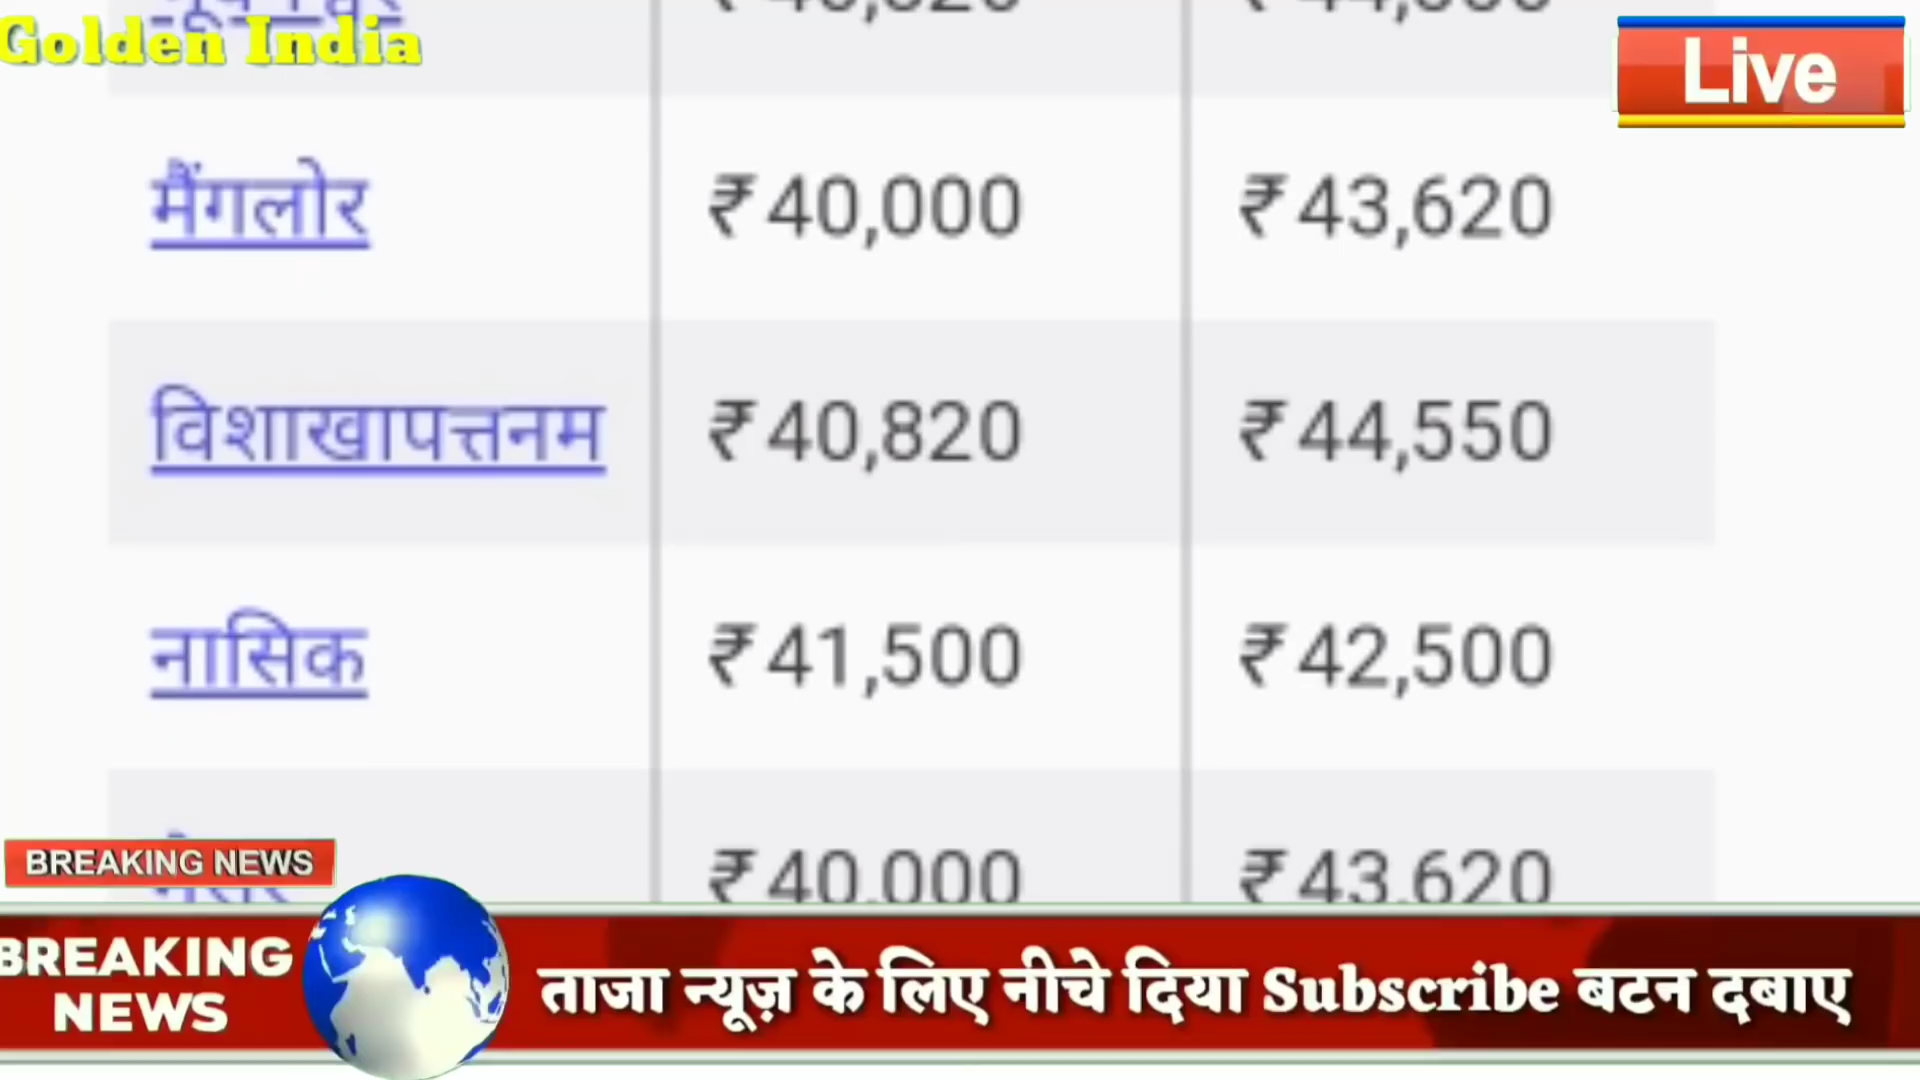 Golden India
Live
मैंगलोर ₹40,000 ₹43,620
विशाखापत्तनम ₹40,820 ₹44,550
नासिक ₹41,500 ₹42,500
₹40,000 ₹43,620
BREAKING NEWS
BREAKING
NEWS
ताजा न्यूज़ के लिए नीचे दिया Subscribe बटन दबाए